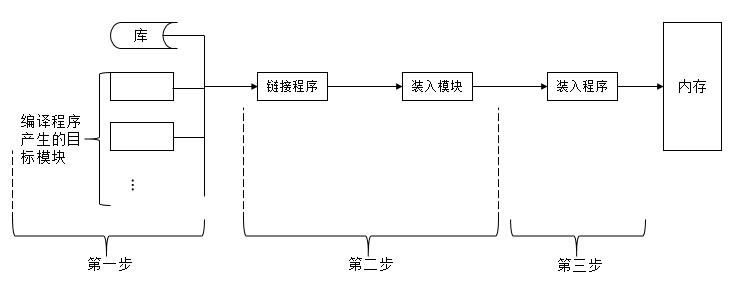 库
编译程序
产生的目
标模块
⋮
链接程序
装入模块
装入程序
内存
第一步
第二步
第三步